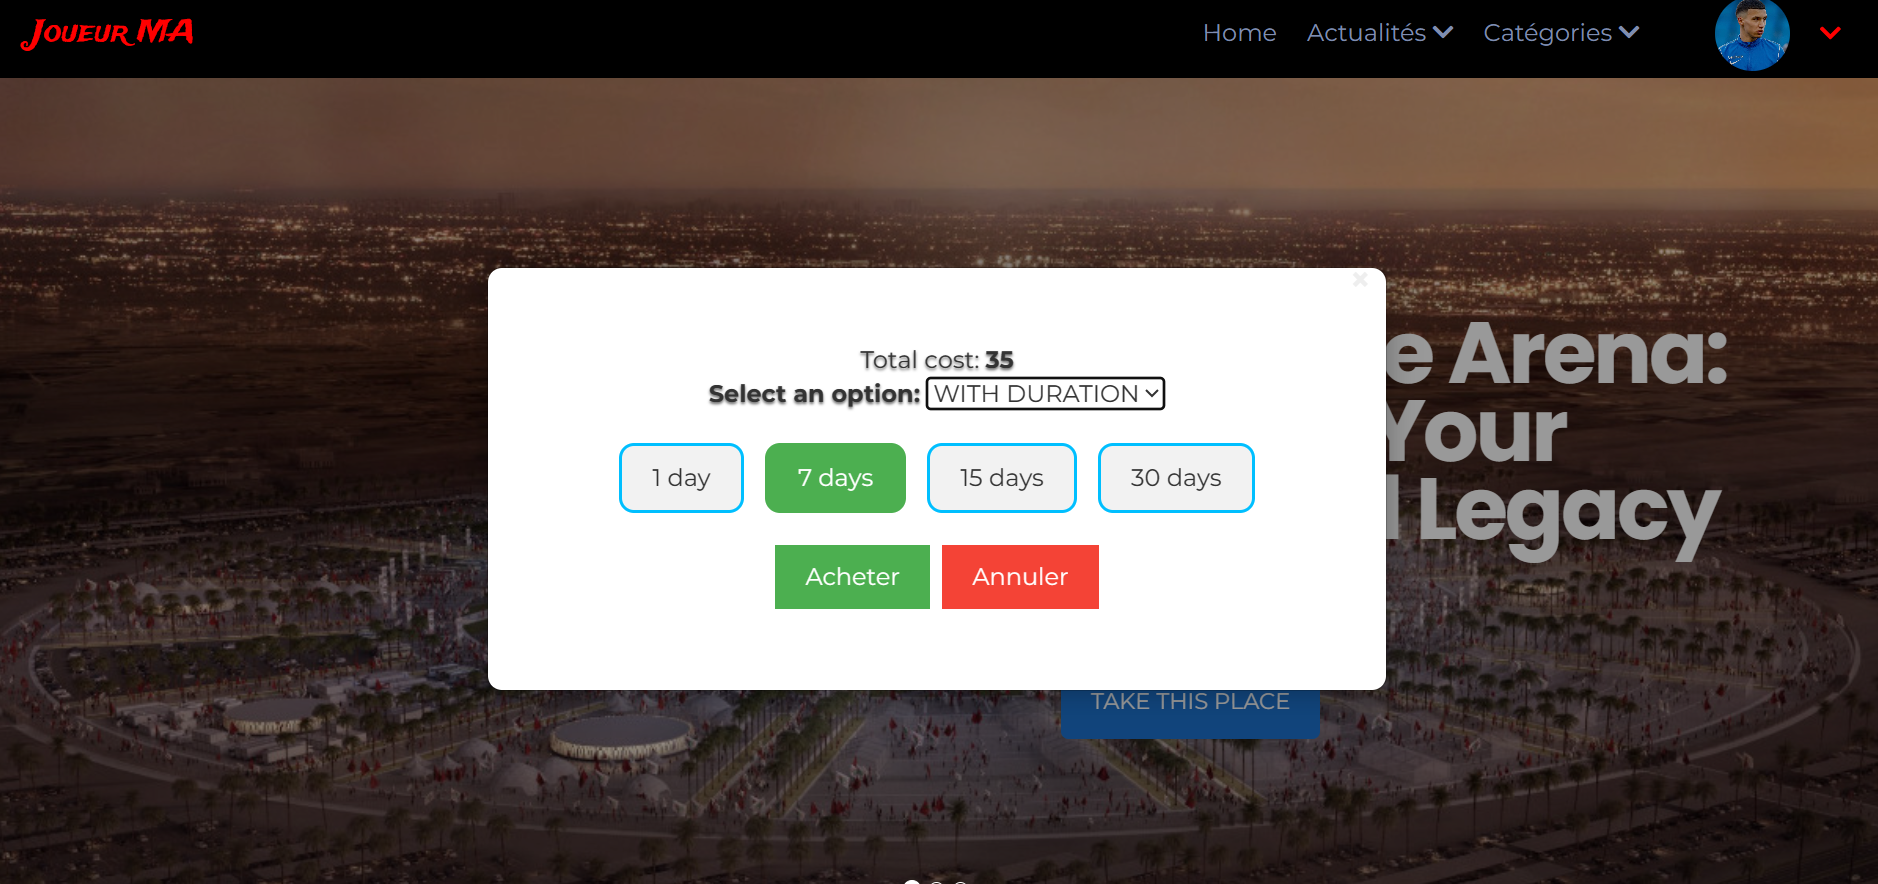 JOUEUR MA
Home Actualités Catégories
Total cost: 35
Select an option: WITH DURATION
1 day 7 days 15 days 30 days
Acheter Annuler
e Arena:
Your
Legacy
TAKE THIS PLACE